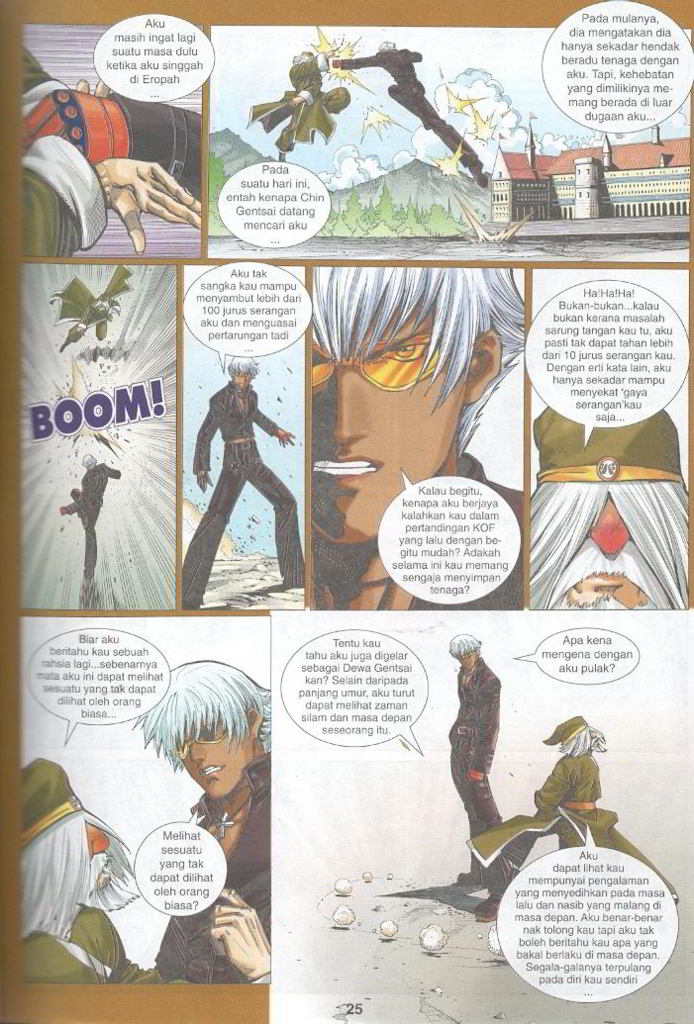 Aku
masih ingat lagi
suatu masa dulu
ketika aku singgah
di Eropah
...
Pada
suatu hari ini,
entah kenapa Chin
Gentsai datang
mencari aku
...
Pada mulanya,
dia mengatakan dia
hanya sekadar hendak
beradu tenaga dengan
aku. Tapi, kehebatan
yang dimilikinya me-
mang berada di luar
dugaan aku...
BOOM!
Aku tak
sangka kau mampu
menyambut lebih dari
100 jurus serangan
aku dan menguasai
pertarungan tadi
...
Kalau begitu,
kenapa aku berjaya
kalahkan kau dalam
pertandingan KOF
yang lalu dengan be-
gitu mudah? Adakah
selama ini kau memang
sengaja menyimpan
tenaga?
Ha!Ha!Ha!
Bukan-bukan...kalau
bukan kerana masalah
sarung tangan kau tu, aku
pasti tak dapat tahan lebih
dari 10 jurus serangan kau.
Dengan erti kata lain, aku
hanya sekadar mampu
menyekat 'gaya
serangan'kau
saja...
Biar aku
beritahu kau sebuah
rahsia lagi...sebenarnya
mata aku ini dapat melihat
sesuatu yang tak dapat
dilihat oleh orang
biasa...
Melihat
sesuatu
yang tak
dapat dilihat
oleh orang
biasa?
Tentu kau
tahu aku juga digelar
sebagai Dewa Gentsai
kan? Selain daripada
panjang umur, aku turut
dapat melihat zaman
silam dan masa depan
seseorang itu.
Apa kena
mengena dengan
aku pulak?
Aku
dapat lihat kau
mempunyai pengalaman
yang menyedihkan pada masa
lalu dan nasib yang malang di
masa depan. Aku benar-benar
nak tolong kau tapi aku tak
boleh beritahu kau apa yang
bakal berlaku di masa depan.
Segala-galanya terpulang
pada diri kau sendiri
...
25